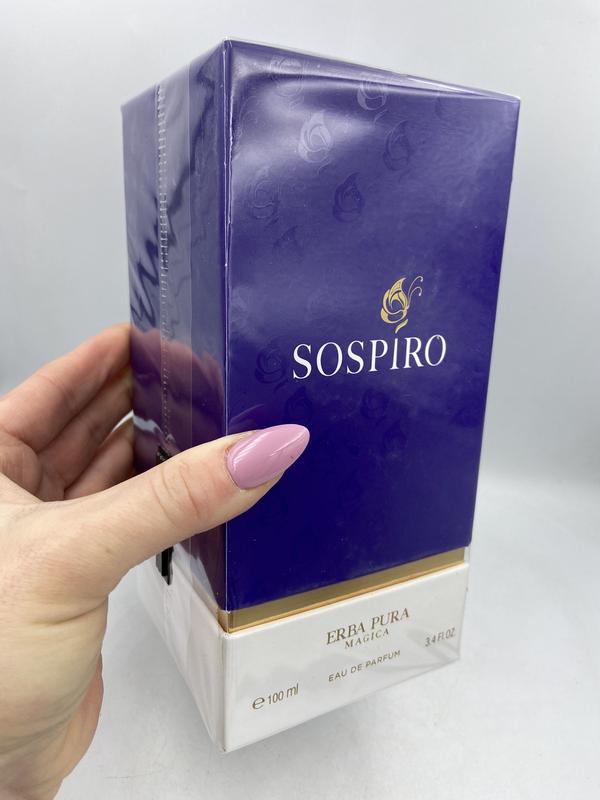 SOSPIRO
ERBA PURA
MAGICA
EAU DE PARFUM
℮ 100 ml
3.4 FL.OZ.